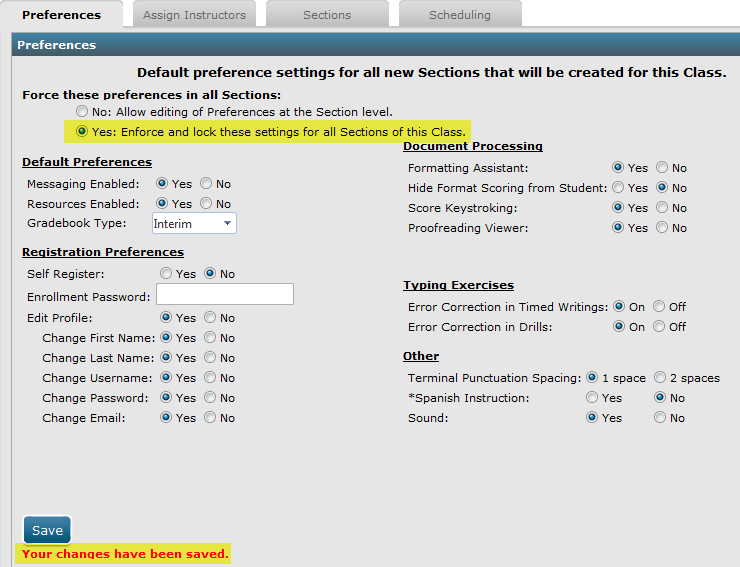 Preferences
Assign Instructors
Sections
Scheduling
Preferences
Default preference settings for all new Sections that will be created for this Class.
Force these preferences in all Sections:
No: Allow editing of Preferences at the Section level.
Yes: Enforce and lock these settings for all Sections of this Class.
Default Preferences
Messaging Enabled: Yes No
Resources Enabled: Yes No
Gradebook Type: Interim
Registration Preferences
Self Register: Yes No
Enrollment Password:
Edit Profile: Yes No
Change First Name: Yes No
Change Last Name: Yes No
Change Username: Yes No
Change Password: Yes No
Change Email: Yes No
Document Processing
Formatting Assistant: Yes No
Hide Format Scoring from Student: Yes No
Score Keystroking: Yes No
Proofreading Viewer: Yes No
Typing Exercises
Error Correction in Timed Writings: On Off
Error Correction in Drills: On Off
Other
Terminal Punctuation Spacing: 1 space 2 spaces
*Spanish Instruction: Yes No
Sound: Yes No
Save
Your changes have been saved.